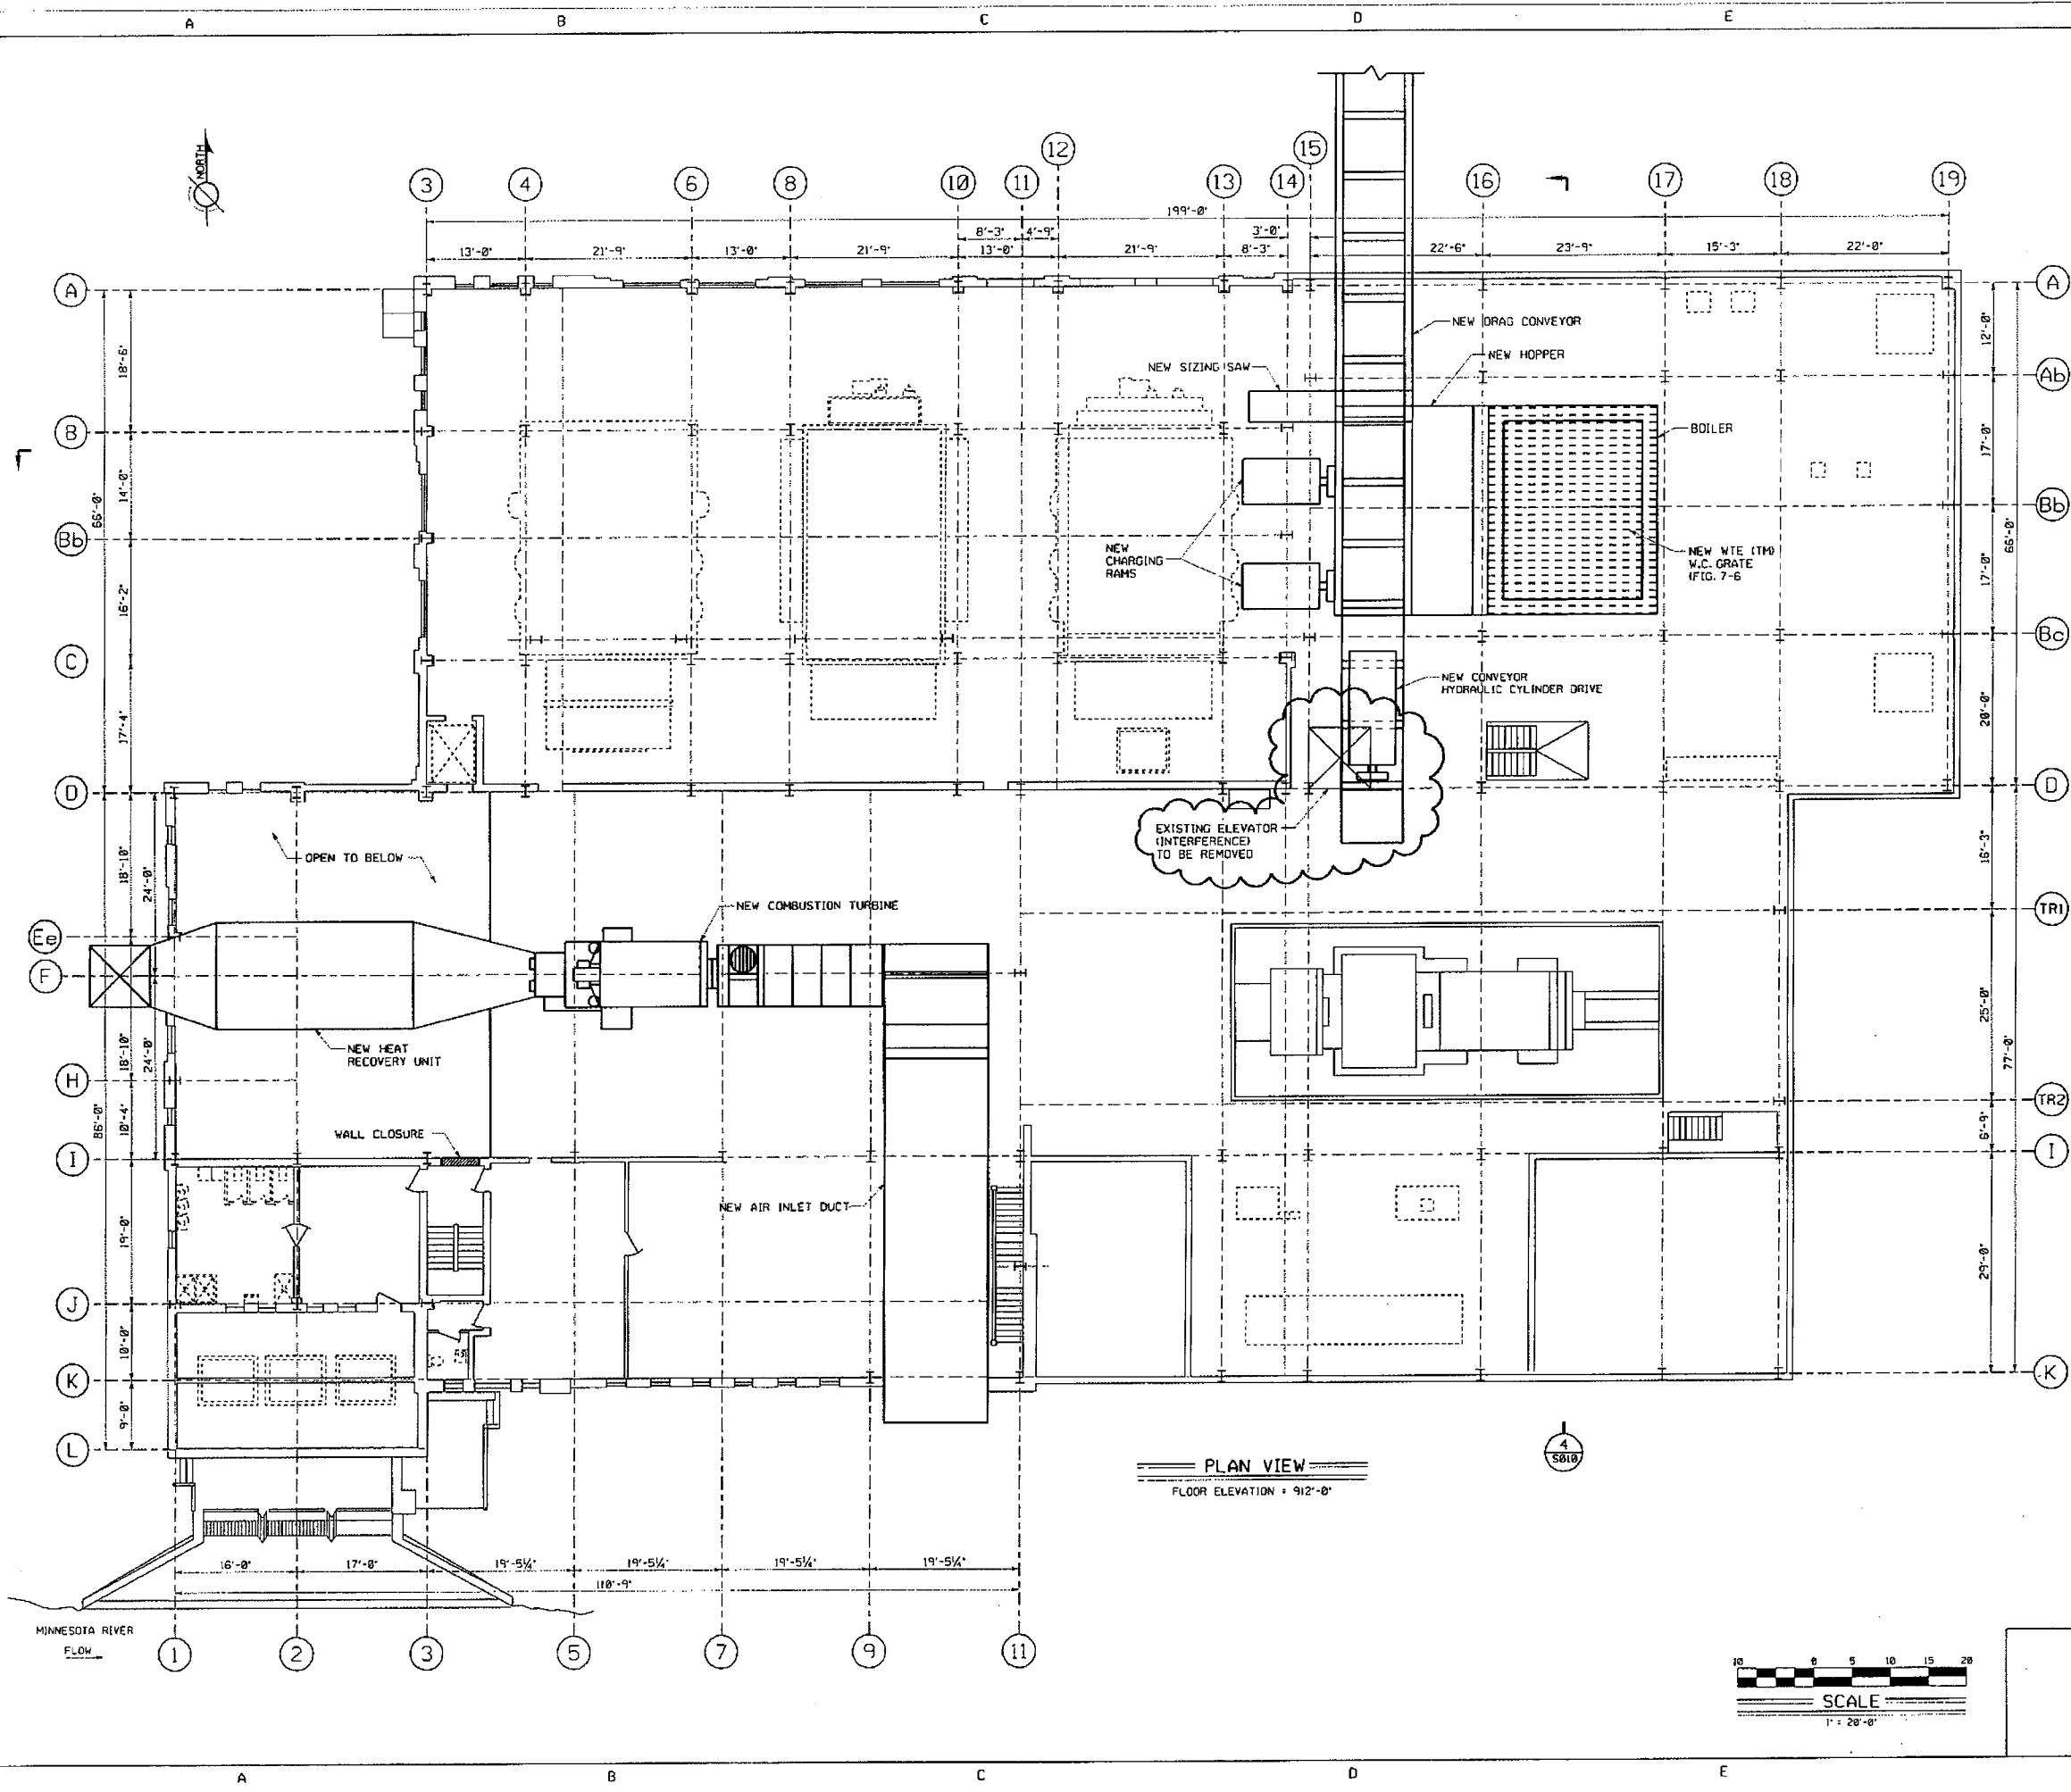 A B C D E
NORTH
3 4 6 8 10 11 12 13 14 15 16 17 18 19
199'-0"
8'-3" 4'-9" 3'-0"
13'-0" 21'-9" 13'-0" 21'-9" 13'-0" 21'-9" 8'-3" 22'-6" 23'-9" 15'-3" 22'-0"
A A
18'-6" 12'-0"
NEW DRAG CONVEYOR
NEW HOPPER
NEW SIZING SAW
Ab
B
BOILER
17'-0"
66'-0"
14'-0"
Bb Bb
66'-0"
NEW
CHARGING
RAMS
NEW WTE (TM)
W.C. GRATE
(FIG. 7-6
17'-0"
16'-2"
Bc
C
NEW CONVEYOR
HYDRAULIC CYLINDER DRIVE
17'-4"
20'-0"
D D
EXISTING ELEVATOR
(INTERFERENCE)
TO BE REMOVED
OPEN TO BELOW
18'-10"
24'-0"
16'-3"
NEW COMBUSTION TURBINE
TR1
Ee
F
25'-0"
NEW HEAT
RECOVERY UNIT
18'-10"
24'-0"
77'-0"
H
TR2
86'-0"
10'-4"
WALL CLOSURE
6'-9"
I I
NEW AIR INLET DUCT
19'-0"
29'-0"
J
10'-0"
K K
9'-0"
L
4
S010
PLAN VIEW
FLOOR ELEVATION = 912'-0"
16'-0" 17'-0" 19'-5¼" 19'-5¼" 19'-5¼" 19'-5¼"
110'-9"
MINNESOTA RIVER
FLOW
1 2 3 5 7 9 11
10 0 5 10 15 20
SCALE
1" = 20'-0"
A B C D E